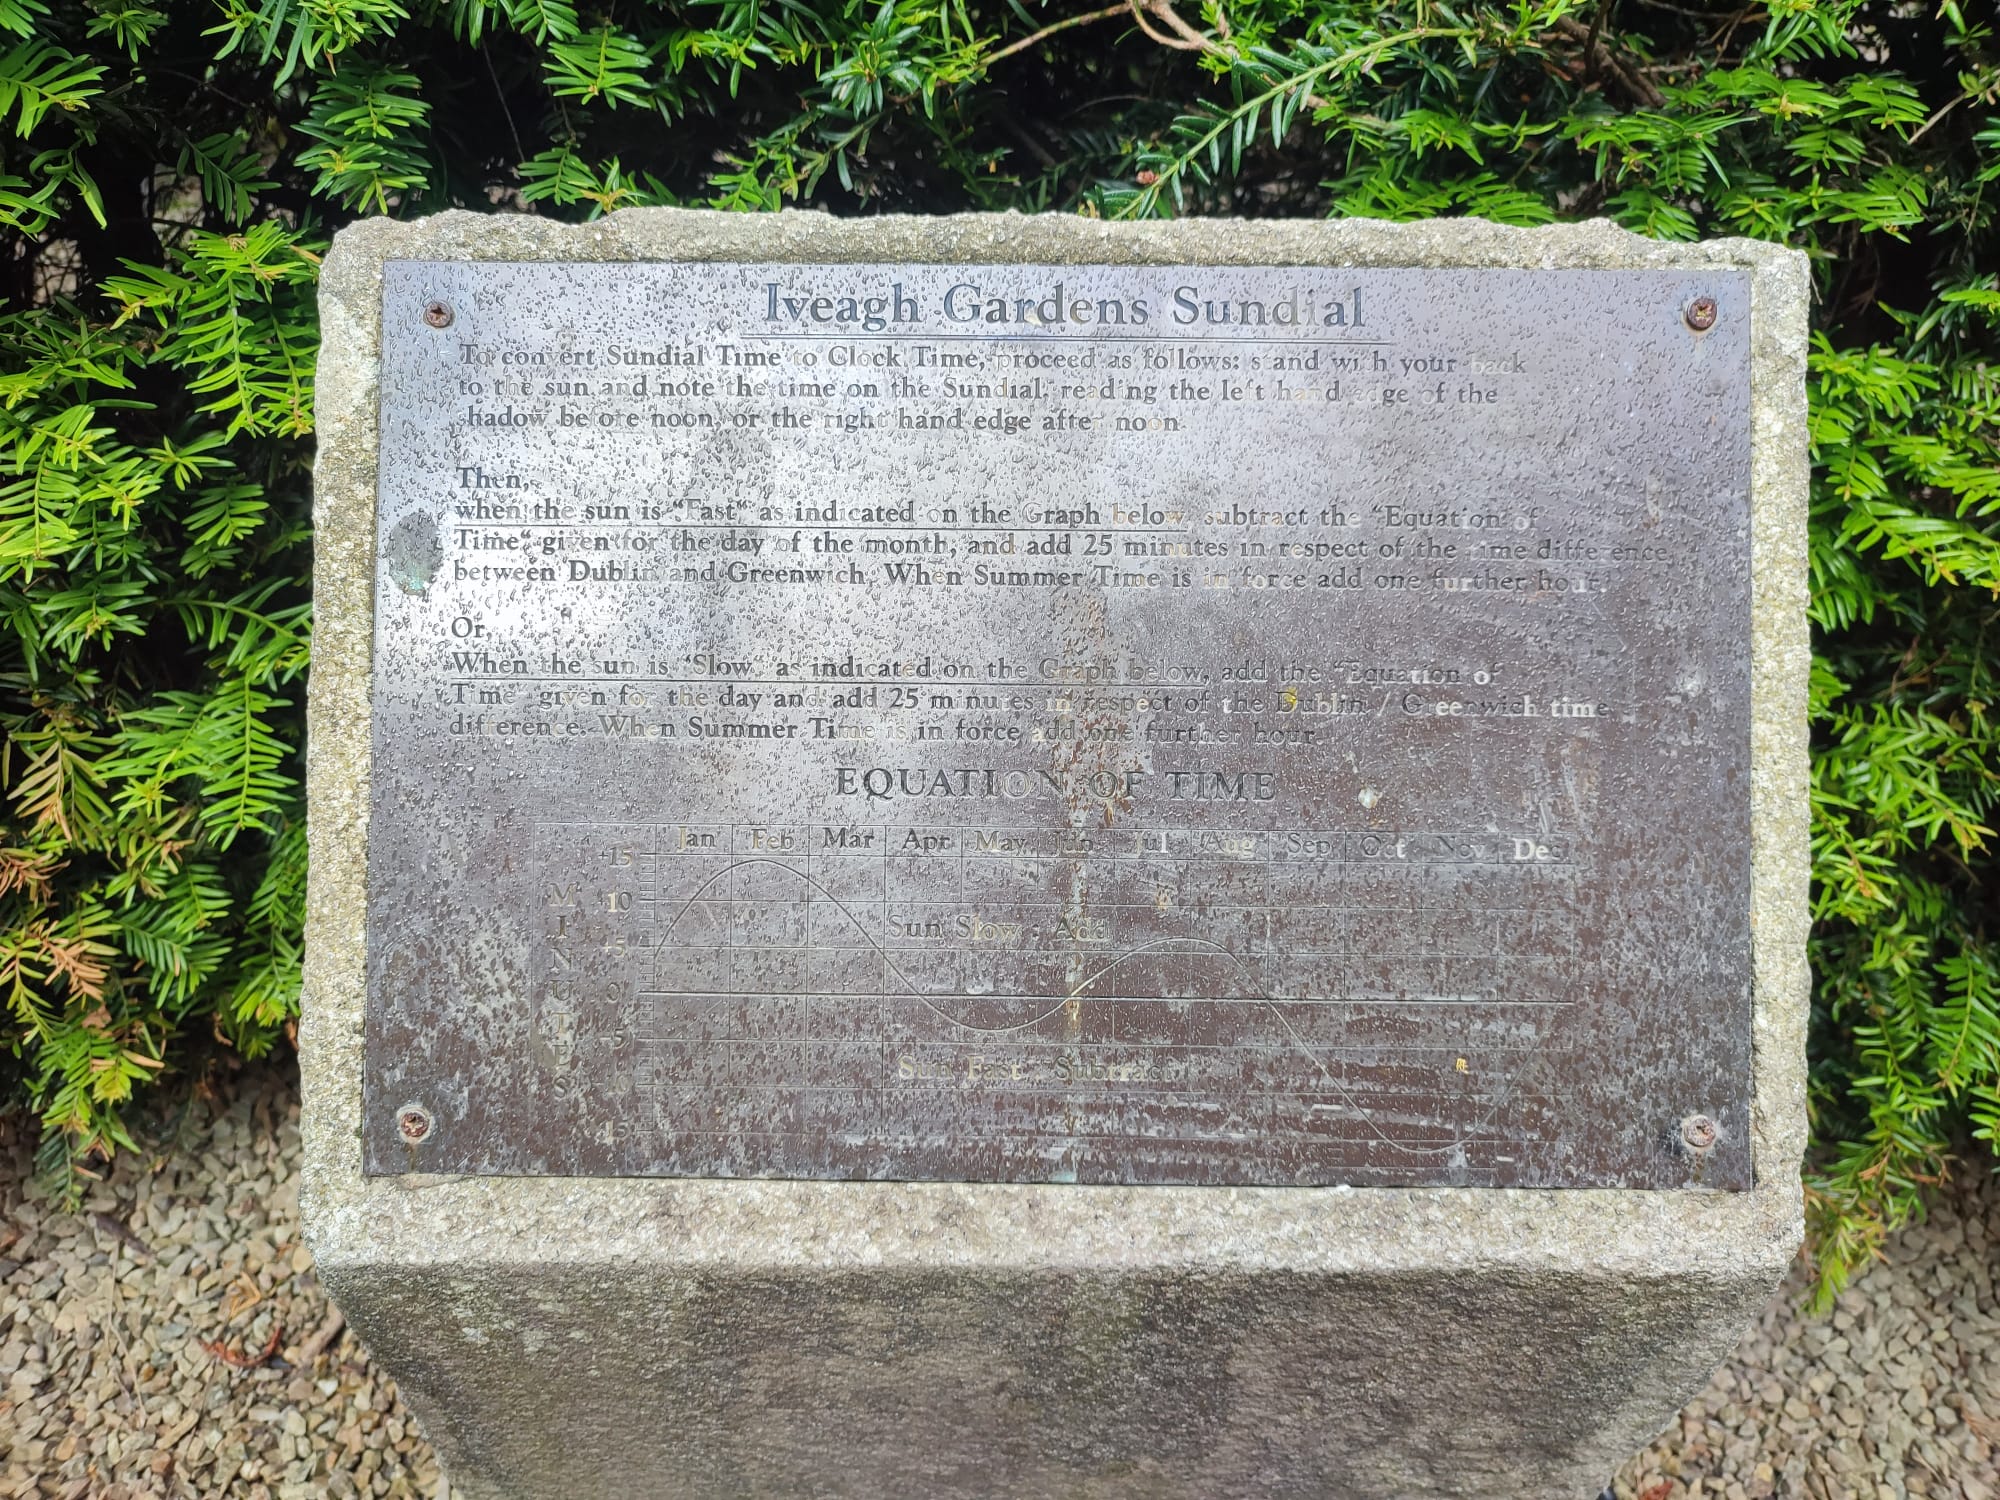 Iveagh Gardens Sundial
To convert Sundial Time to Clock Time, proceed as follows: stand with your back
to the sun and note the time on the Sundial, reading the left hand edge of the
shadow before noon, or the right hand edge after noon.
Then,
when the sun is "Fast" as indicated on the Graph below, subtract the "Equation of
Time" given for the day of the month, and add 25 minutes in respect of the time difference
between Dublin and Greenwich. When Summer Time is in force add one further hour.
Or,
When the sun is "Slow" as indicated on the Graph below, add the "Equation of
Time" given for the day and add 25 minutes in respect of the Dublin / Greenwich time
difference. When Summer Time is in force add one further hour.
EQUATION OF TIME
Jan Feb Mar Apr May Jun Jul Aug Sep Oct Nov Dec
MINUTES
+15
10
+5
0
-5
10
15
Sun Slow - Add
Sun Fast - Subtract